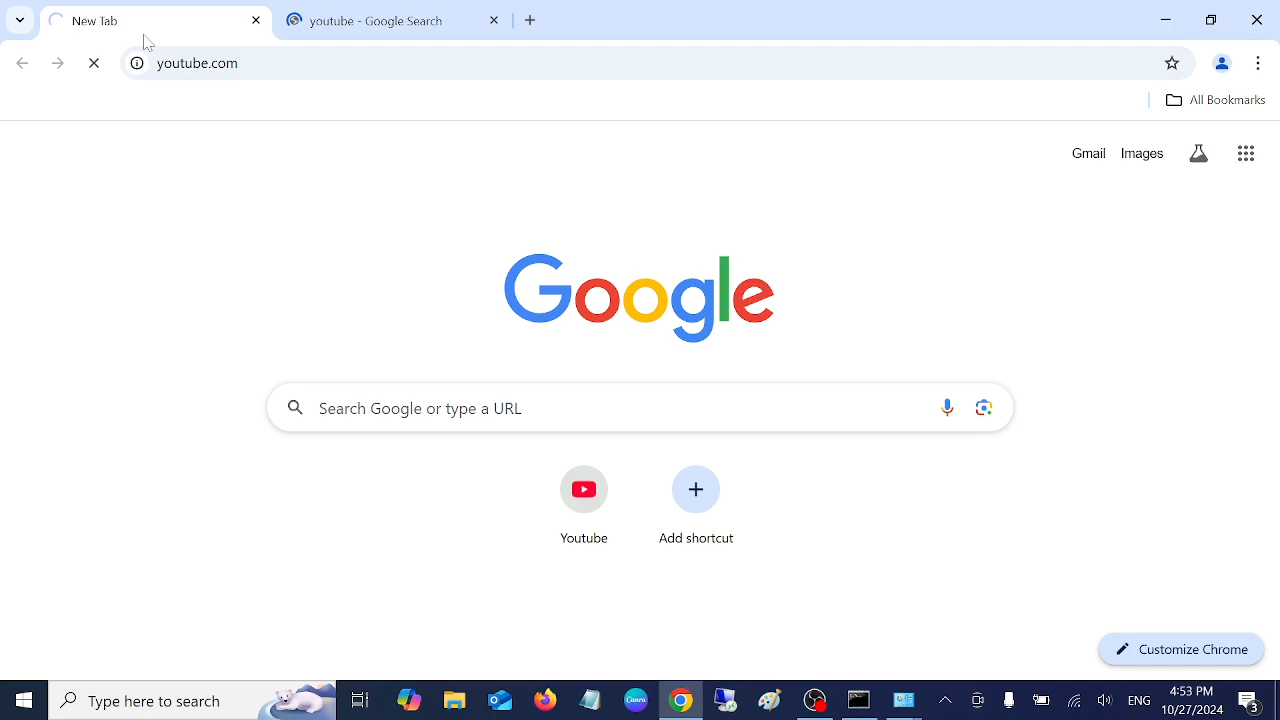 New Tab
youtube - Google Search
youtube.com
All Bookmarks
Gmail
Images
Google
Search Google or type a URL
Youtube
Add shortcut
Customize Chrome
Type here to search
Canva
ENG
4:53 PM
10/27/2024
3